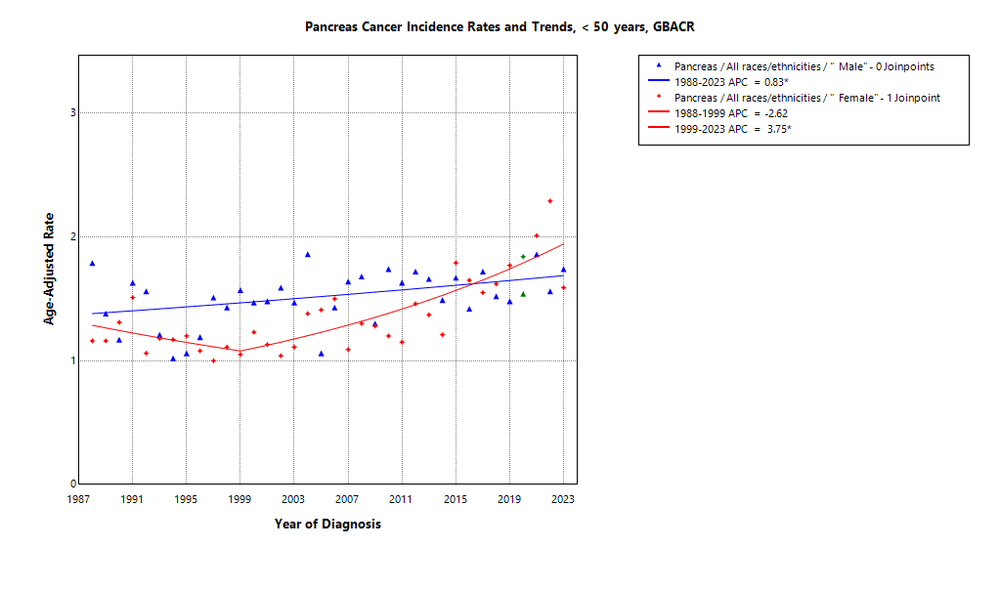 Pancreas Cancer Incidence Rates and Trends, < 50 years, GBACR
Pancreas / All races/ethnicities / " Male" - 0 Joinpoints
1988-2023 APC = 0.83*
Pancreas / All races/ethnicities / " Female" - 1 Joinpoint
1988-1999 APC = -2.62
1999-2023 APC = 3.75*
Age-Adjusted Rate
3
2
1
0
1987 1991 1995 1999 2003 2007 2011 2015 2019 2023
Year of Diagnosis